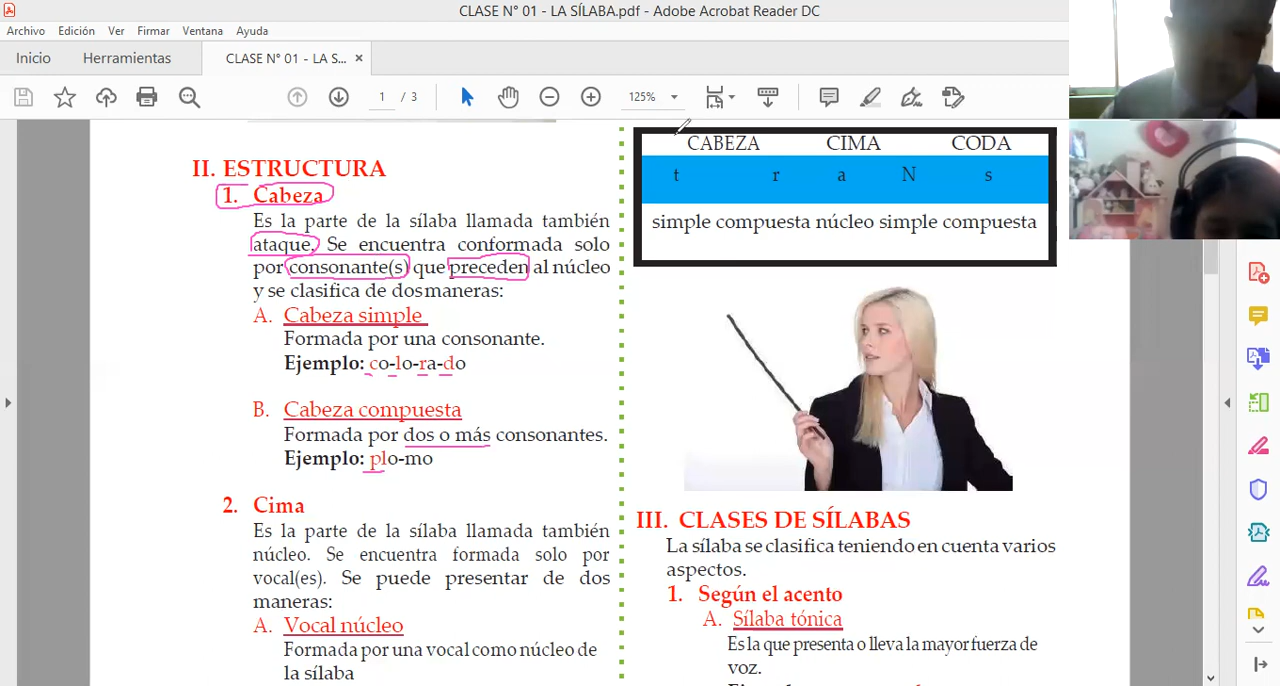 CLASE N° 01 - LA SÍLABA.pdf - Adobe Acrobat Reader DC
Archivo Edición Ver Firmar Ventana Ayuda
Inicio Herramientas CLASE N° 01 - LA S... ×
1 / 3 125%
II. ESTRUCTURA
1. Cabeza
Es la parte de la sílaba llamada también
ataque. Se encuentra conformada solo
por consonante(s) que preceden al núcleo
y se clasifica de dos maneras:
A. Cabeza simple
Formada por una consonante.
Ejemplo: co-lo-ra-do
B. Cabeza compuesta
Formada por dos o más consonantes.
Ejemplo: plo-mo
2. Cima
Es la parte de la sílaba llamada también
núcleo. Se encuentra formada solo por
vocal(es). Se puede presentar de dos
maneras:
A. Vocal núcleo
Formada por una vocal como núcleo de
la sílaba
CABEZA CIMA CODA
t r a N s
simple compuesta núcleo simple compuesta
III. CLASES DE SÍLABAS
La sílaba se clasifica teniendo en cuenta varios
aspectos.
1. Según el acento
A. Sílaba tónica
Es la que presenta o lleva la mayor fuerza de
voz.